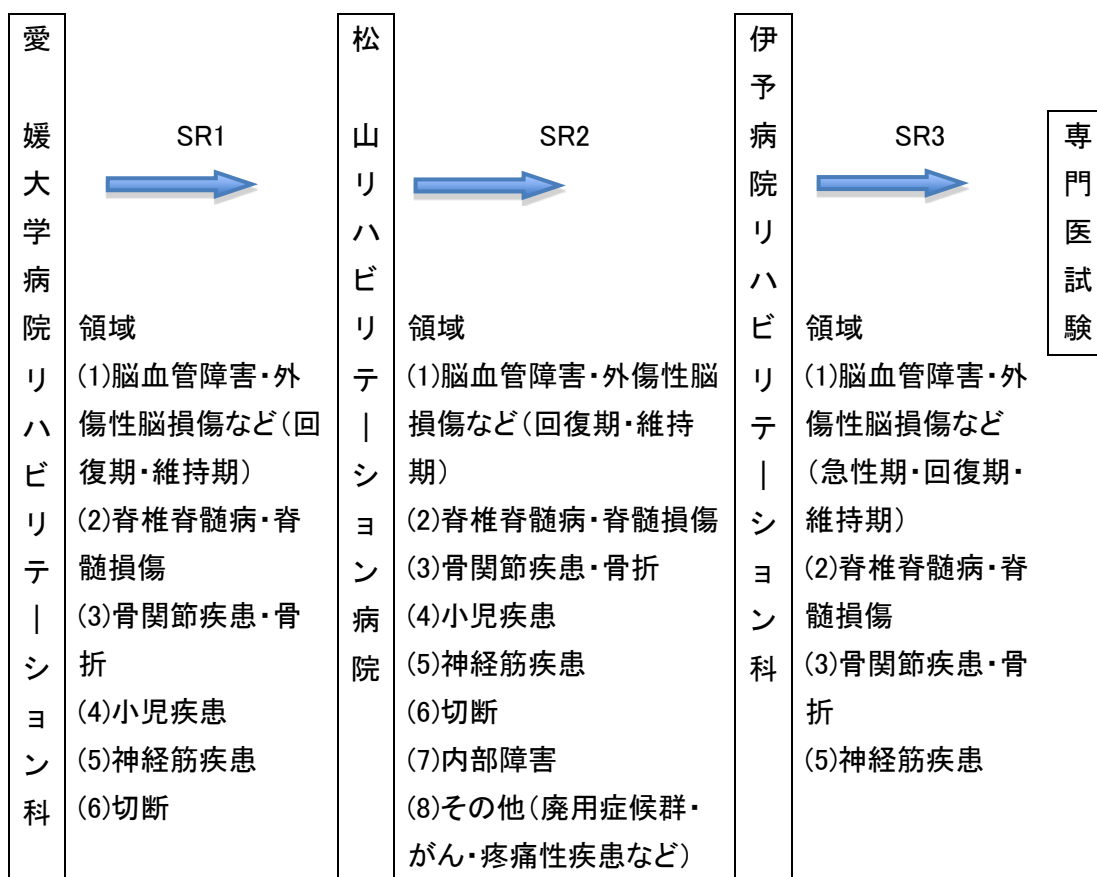 愛媛大学病院リハビリテーション科
SR1
領域
(1)脳血管障害・外
傷性脳損傷など（回
復期・維持期）
(2)脊椎脊髄病・脊
髄損傷
(3)骨関節疾患・骨
折
(4)小児疾患
(5)神経筋疾患
(6)切断
松山リハビリテーション病院
SR2
領域
(1)脳血管障害・外傷性脳
損傷など（回復期・維持
期）
(2)脊椎脊髄病・脊髄損傷
(3)骨関節疾患・骨折
(4)小児疾患
(5)神経筋疾患
(6)切断
(7)内部障害
(8)その他（廃用症候群・
がん・疼痛性疾患など）
伊予病院リハビリテーション科
SR3
領域
(1)脳血管障害・外
傷性脳損傷など
（急性期・回復期・
維持期）
(2)脊椎脊髄病・脊
髄損傷
(3)骨関節疾患・骨
折
(5)神経筋疾患
専門医試験